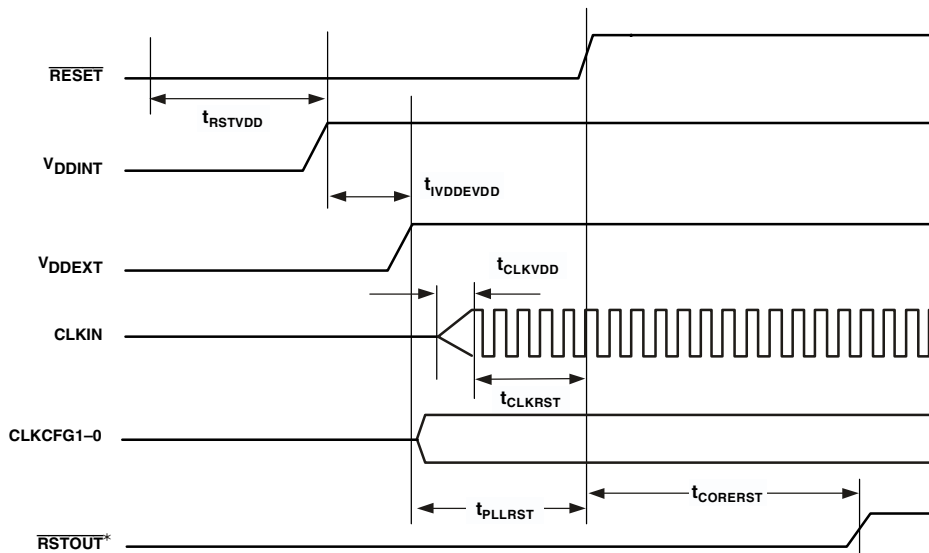 RESET
tRSTVDD
VDDINT
tIVDDEVDD
VDDEXT
tCLKVDD
CLKIN
tCLKRST
CLKCFG1–0
tCORERST
tPLLRST
RSTOUT*